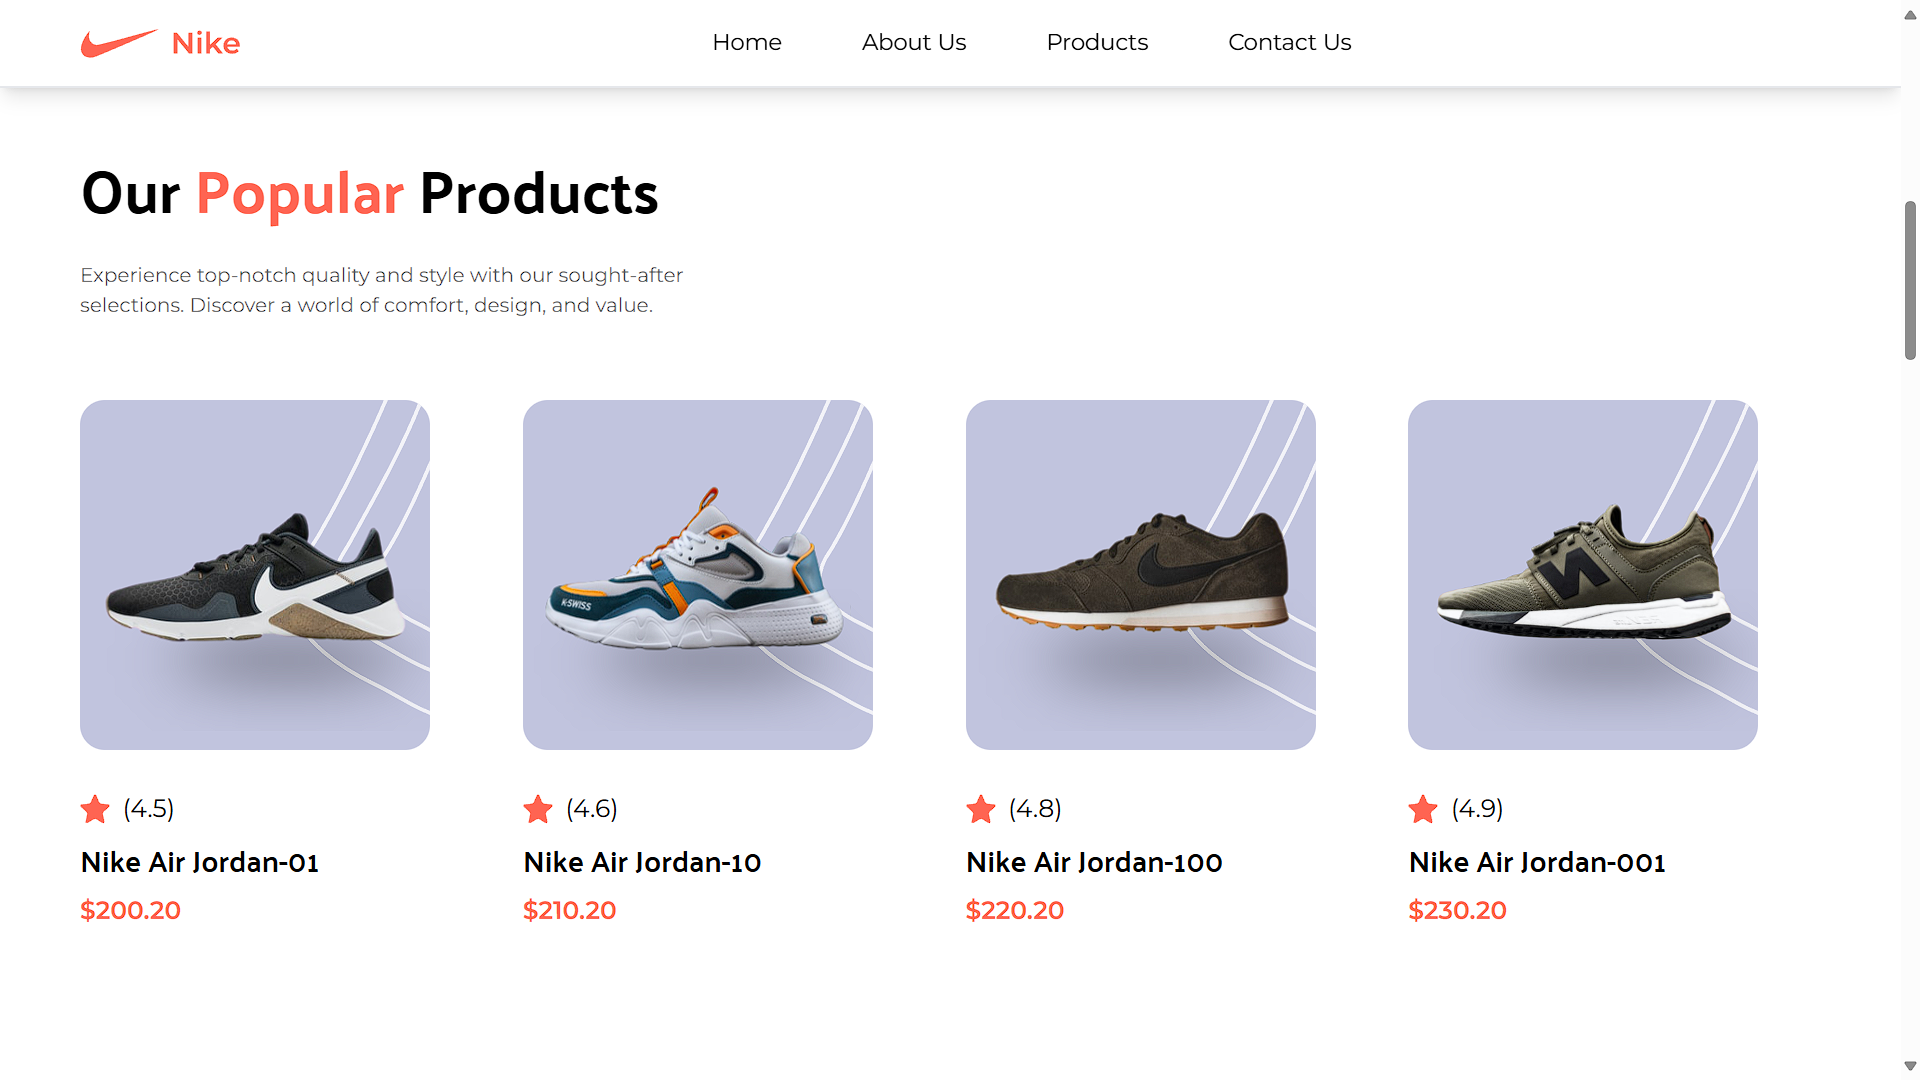 Nike
Home
About Us
Products
Contact Us
Our Popular Products
Experience top-notch quality and style with our sought-after
selections. Discover a world of comfort, design, and value.
K-SWISS
(4.5)
Nike Air Jordan-01
$200.20
(4.6)
Nike Air Jordan-10
$210.20
(4.8)
Nike Air Jordan-100
$220.20
(4.9)
Nike Air Jordan-001
$230.20